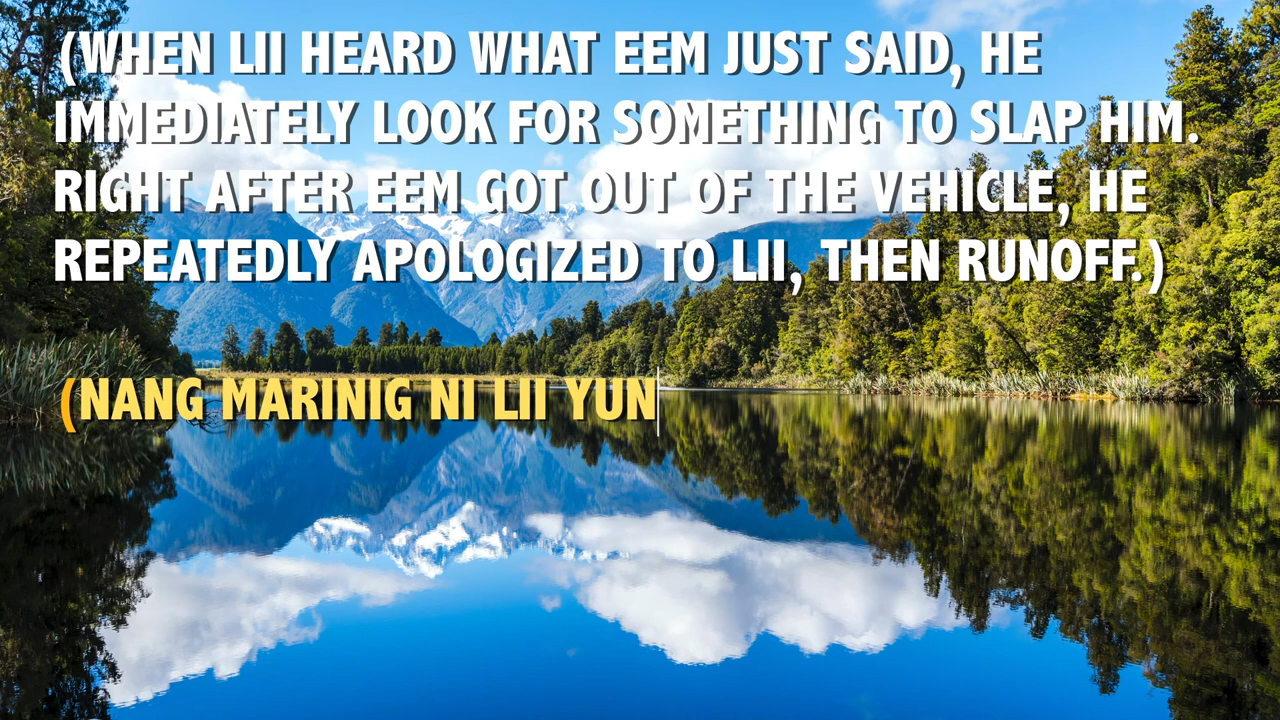 (WHEN LII HEARD WHAT EEM JUST SAID, HE
IMMEDIATELY LOOK FOR SOMETHING TO SLAP HIM.
RIGHT AFTER EEM GOT OUT OF THE VEHICLE, HE
REPEATEDLY APOLOGIZED TO LII, THEN RUNOFF.)
(NANG MARINIG NI LII YUN